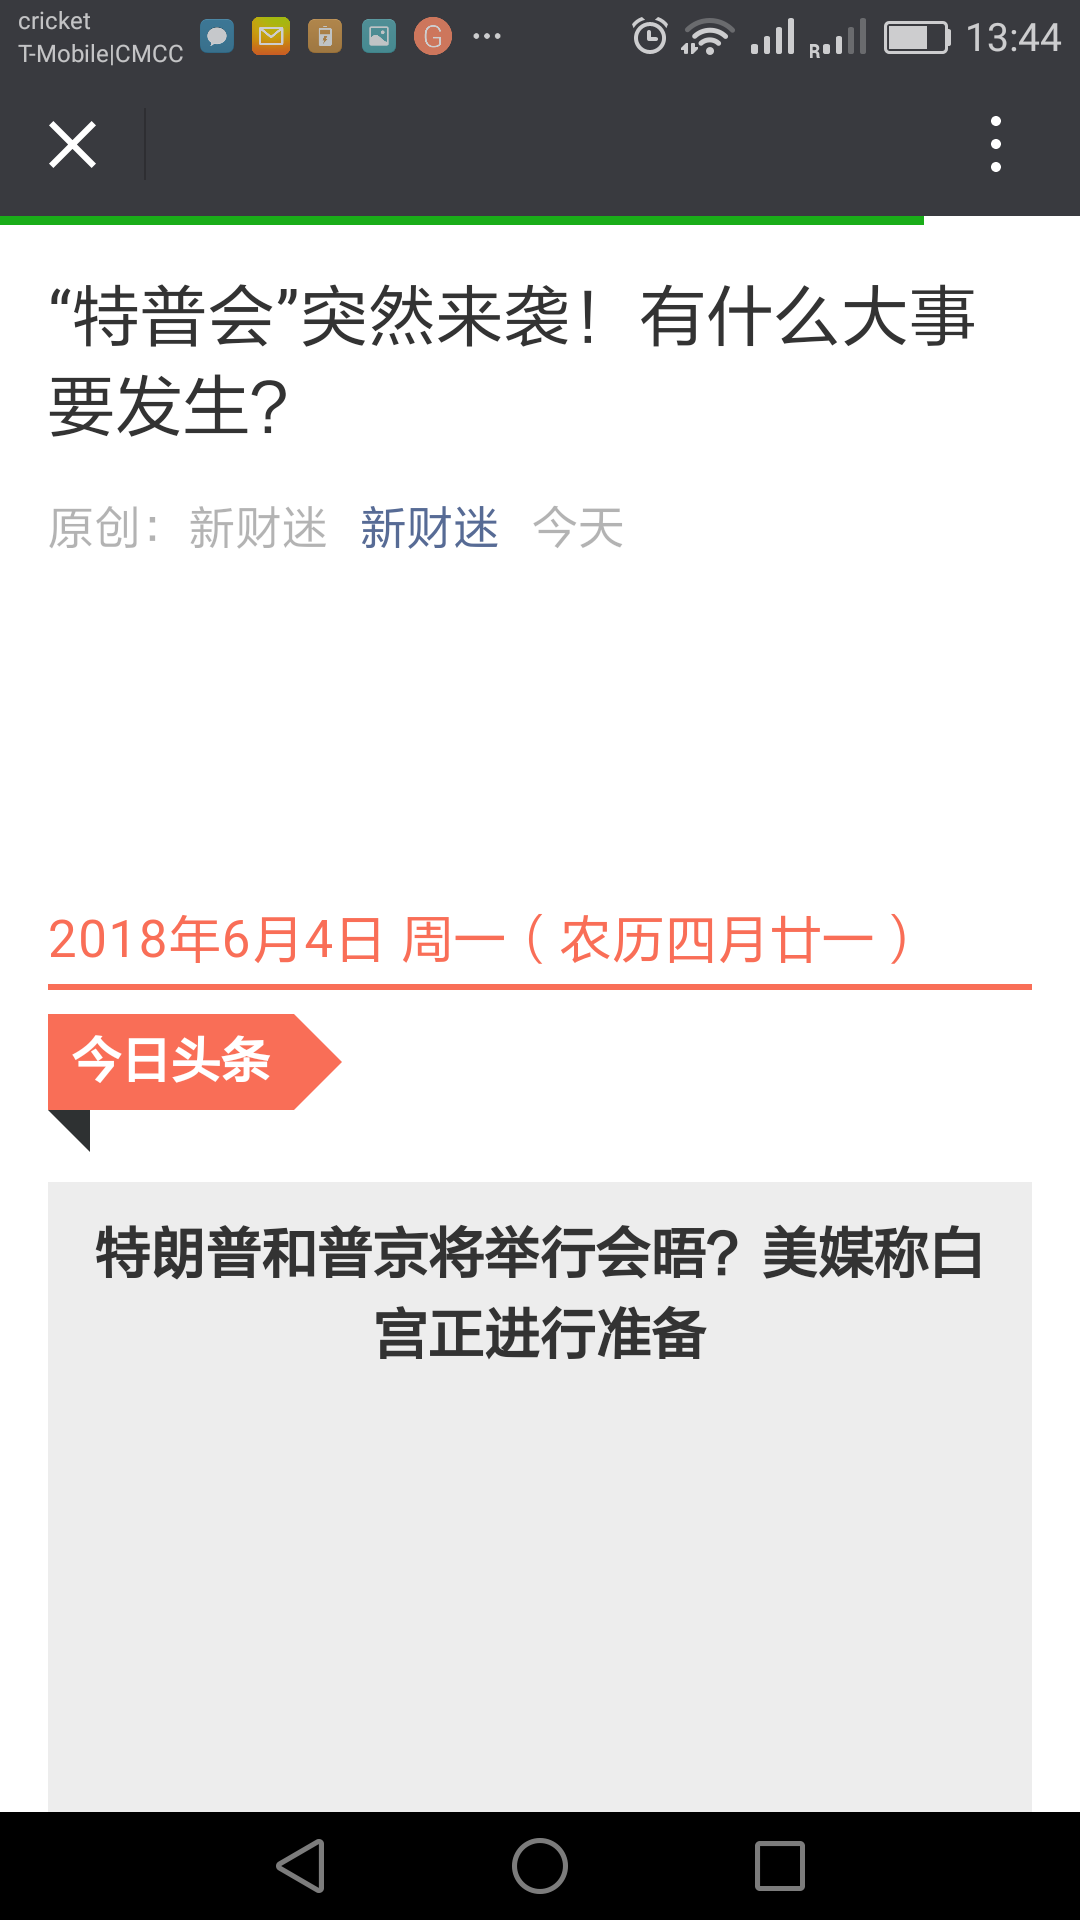 cricket
T-Mobile|CMCC
G
R
13:44
“特普会”突然来袭！有什么大事
要发生？
原创：新财迷 新财迷 今天
2018年6月4日 周一（农历四月廿一）
今日头条
特朗普和普京将举行会晤？美媒称白
宫正进行准备